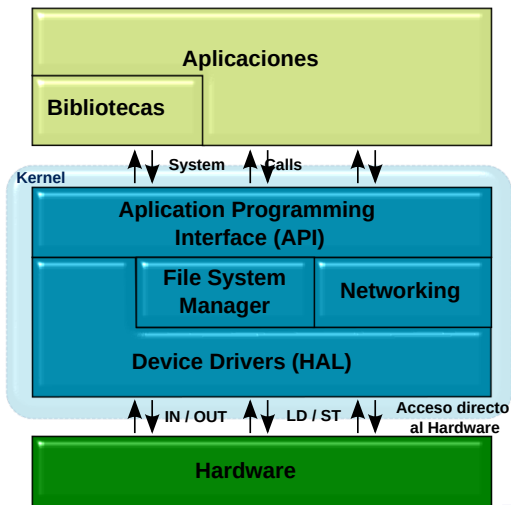 Aplicaciones
Bibliotecas
System Calls
Kernel
Aplication Programming
Interface (API)
File System
Manager
Networking
Device Drivers (HAL)
IN / OUT
LD / ST
Acceso directo
al Hardware
Hardware